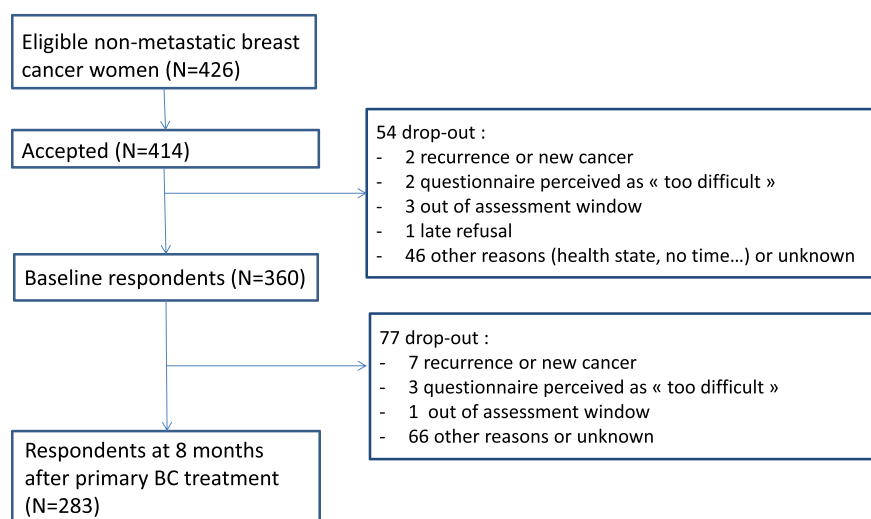 Eligible non-metastatic breast
cancer women (N=426)
Accepted (N=414)
54 drop-out :
- 2 recurrence or new cancer
- 2 questionnaire perceived as « too difficult »
- 3 out of assessment window
- 1 late refusal
- 46 other reasons (health state, no time…) or unknown
Baseline respondents (N=360)
77 drop-out :
- 7 recurrence or new cancer
- 3 questionnaire perceived as « too difficult »
- 1 out of assessment window
- 66 other reasons or unknown
Respondents at 8 months
after primary BC treatment
(N=283)